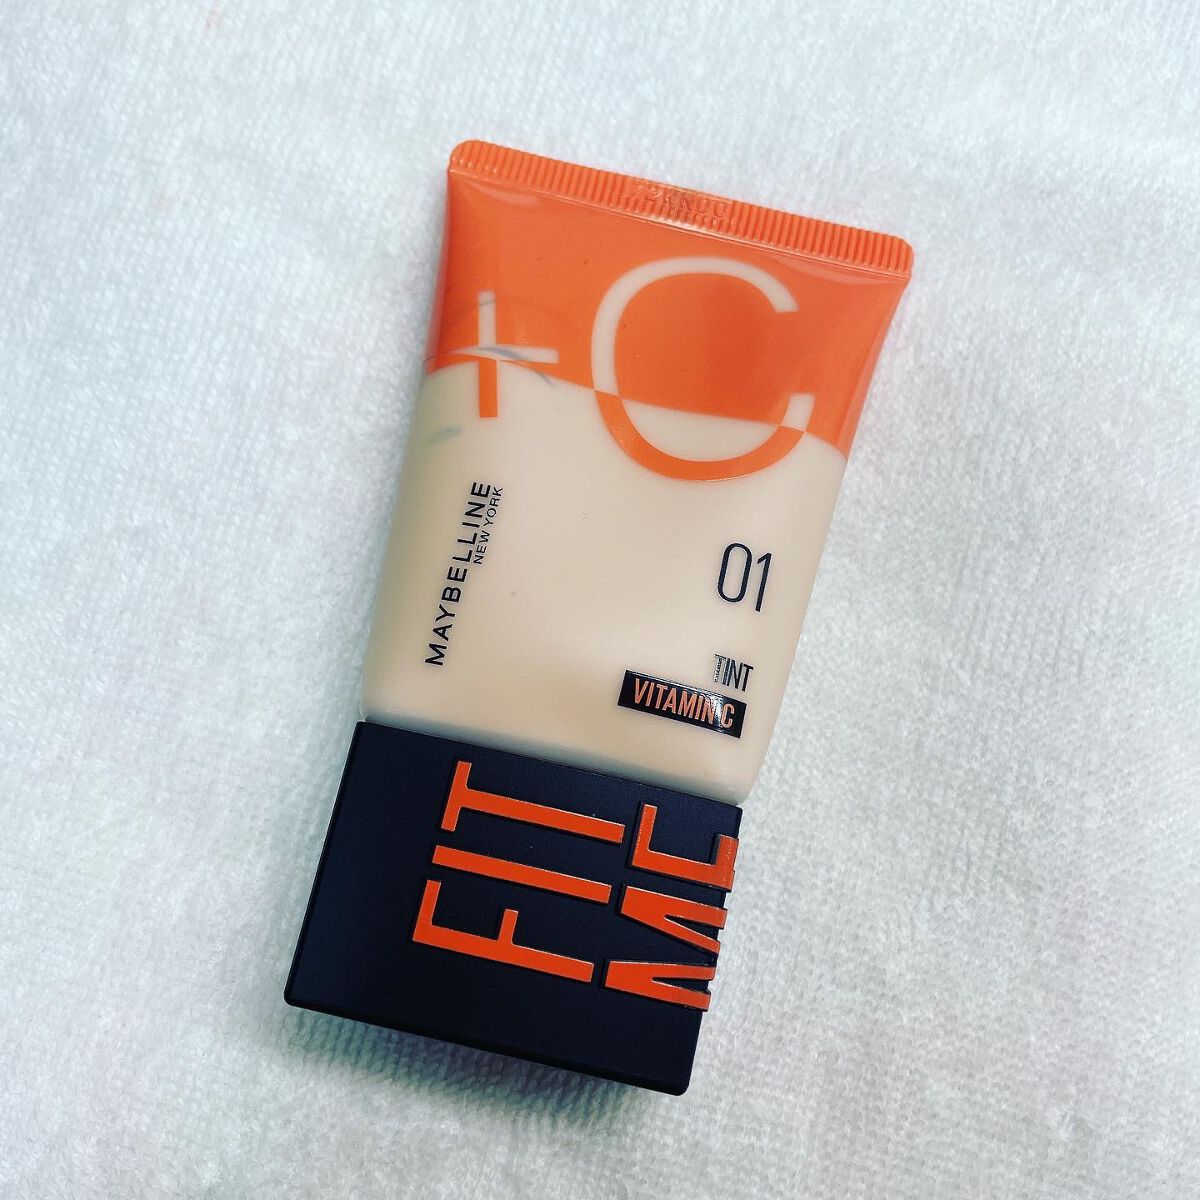 +C
MAYBELLINE
NEW YORK
01
TINT
VITAMIN C
FIT
ME